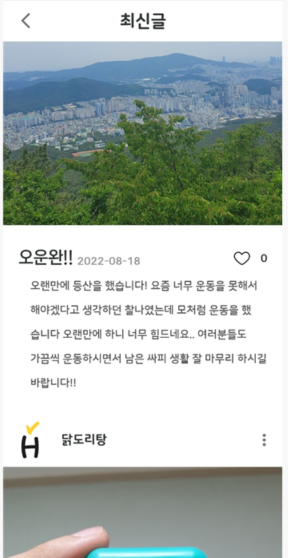 최신글
오운완!! 2022-08-18 0
오랜만에 등산을 했습니다! 요즘 너무 운동을 못해서
해야겠다고 생각하던 찰나였는데 모처럼 운동을 했
습니다 오랜만에 하니 너무 힘드네요.. 여러분들도
가끔씩 운동하시면서 남은 싸피 생활 잘 마무리 하시길
바랍니다!!
닭도리탕